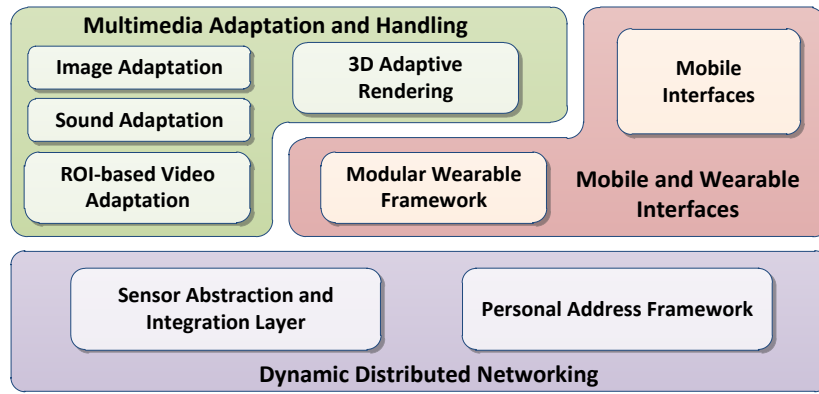 Multimedia Adaptation and Handling
Image Adaptation
Sound Adaptation
ROI-based Video
Adaptation
3D Adaptive
Rendering
Mobile
Interfaces
Modular Wearable
Framework
Mobile and Wearable
Interfaces
Sensor Abstraction and
Integration Layer
Personal Address Framework
Dynamic Distributed Networking